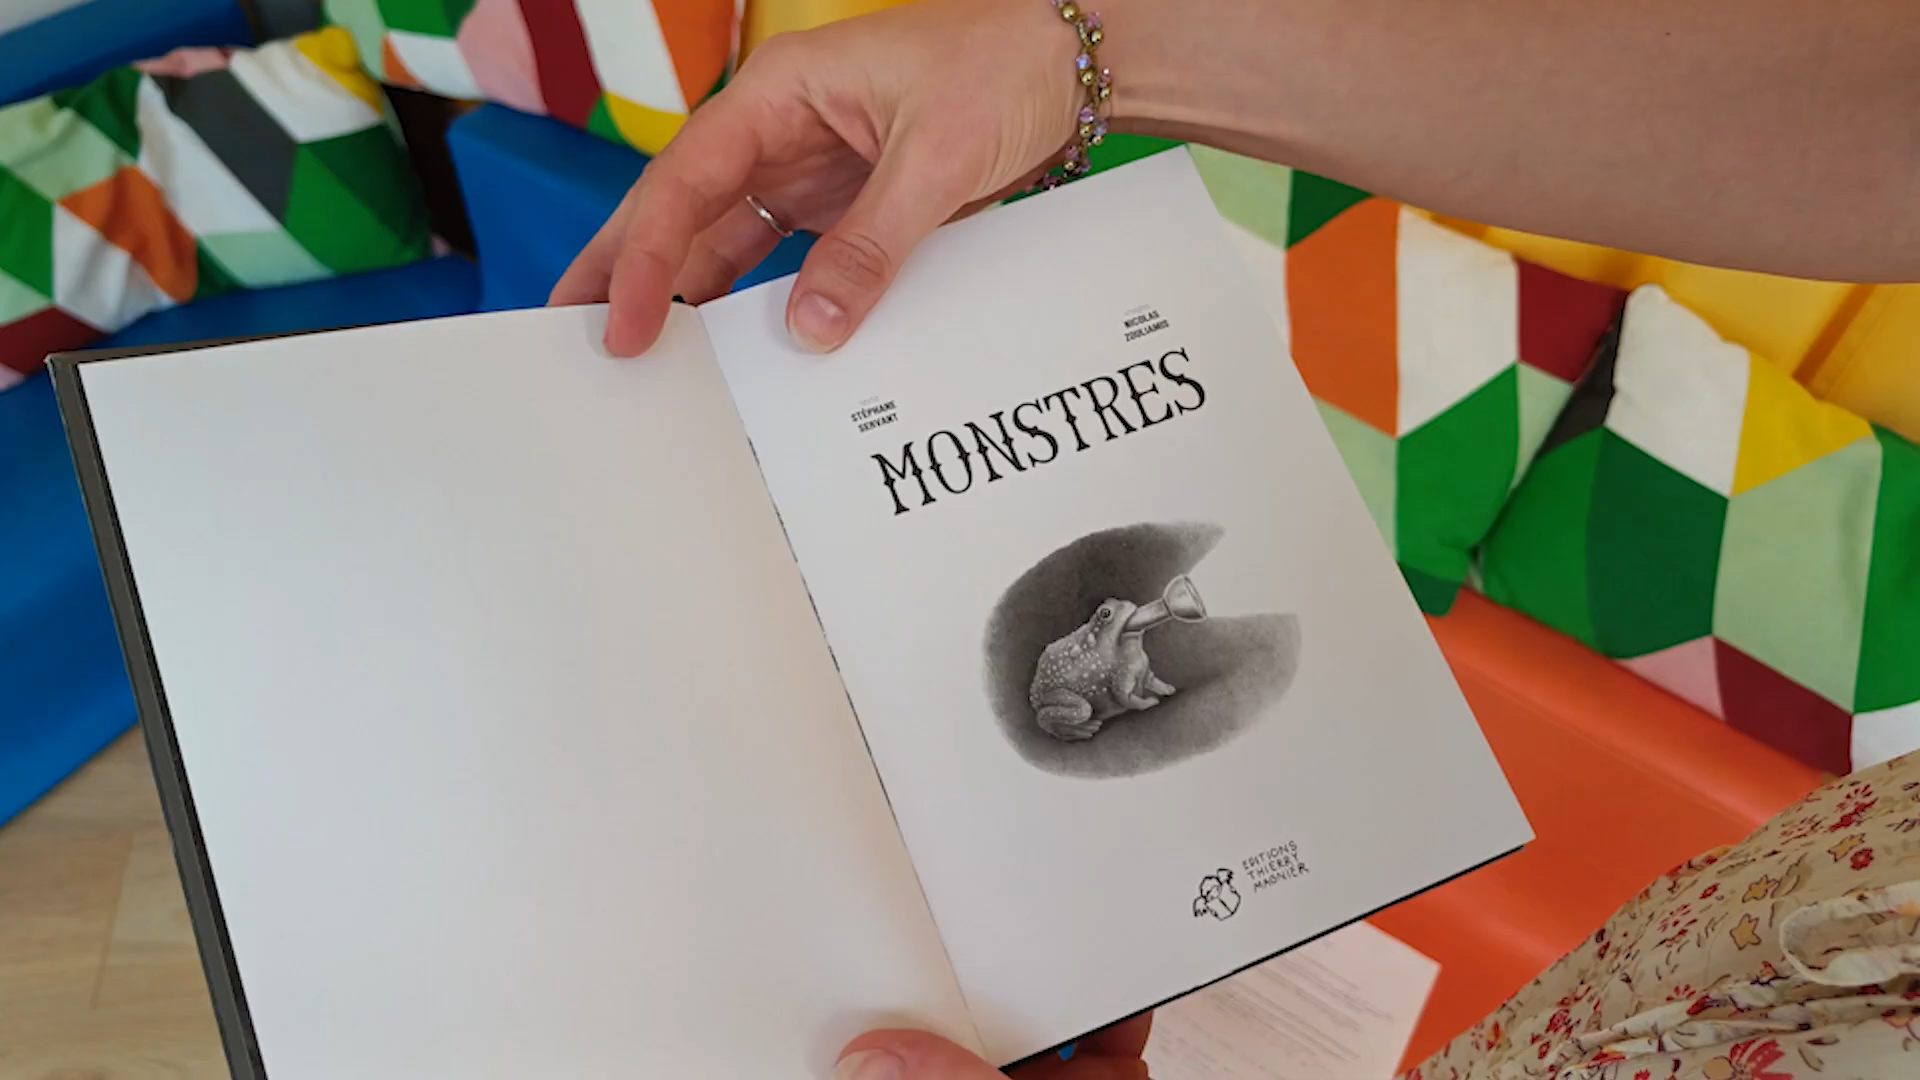 NICOLAS
ZOULIAMIS
STÉPHANE
SERVANT
MONSTRES
EDITIONS
THIERRY
MAGNIER